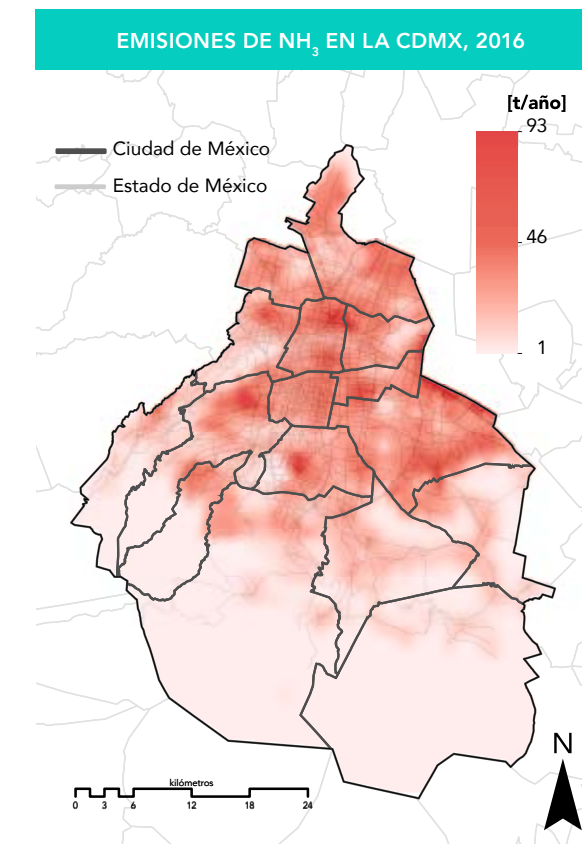 EMISIONES DE NH₃ EN LA CDMX, 2016
[t/año]
93
Ciudad de México
Estado de México
46
1
N
kilómetros
0 3 6 12 18 24